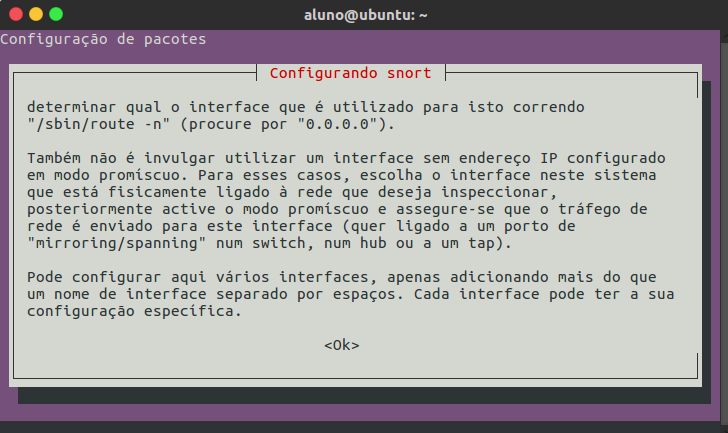 aluno@ubuntu: ~
Configuração de pacotes
Configurando snort
determinar qual o interface que é utilizado para isto correndo
"/sbin/route -n" (procure por "0.0.0.0").
Também não é invulgar utilizar um interface sem endereço IP configurado
em modo promíscuo. Para esses casos, escolha o interface neste sistema
que está fisicamente ligado à rede que deseja inspeccionar,
posteriormente active o modo promíscuo e assegure-se que o tráfego de
rede é enviado para este interface (quer ligado a um porto de
"mirroring/spanning" num switch, num hub ou a um tap).
Pode configurar aqui vários interfaces, apenas adicionando mais do que
um nome de interface separado por espaços. Cada interface pode ter a sua
configuração específica.
<Ok>